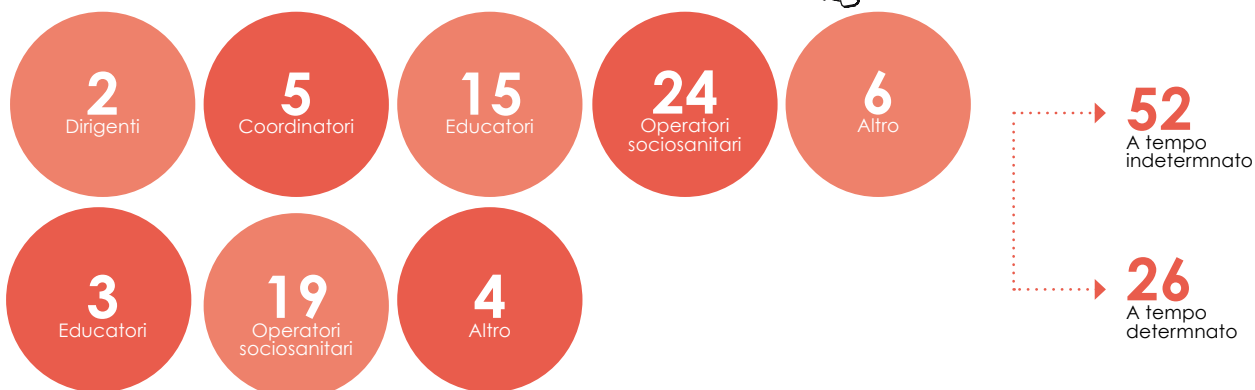 2
Dirigenti
5
Coordinatori
15
Educatori
24
Operatori
sociosanitari
6
Altro
52
A tempo
indetermnato
3
Educatori
19
Operatori
sociosanitari
4
Altro
26
A tempo
determnato